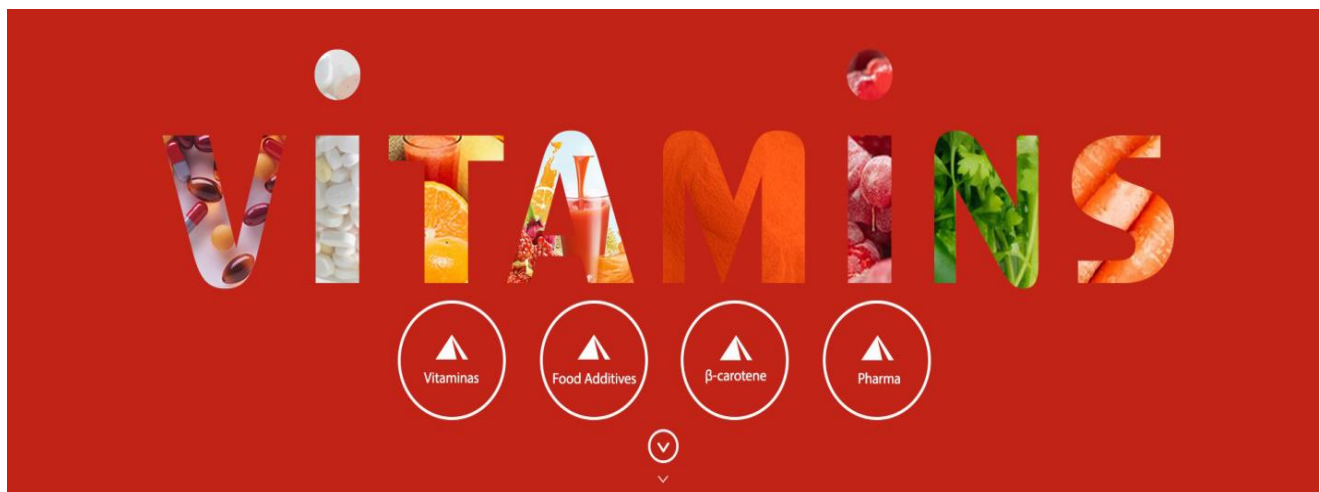 ViTAMiNS
Vitaminas
Food Additives
β-carotene
Pharma